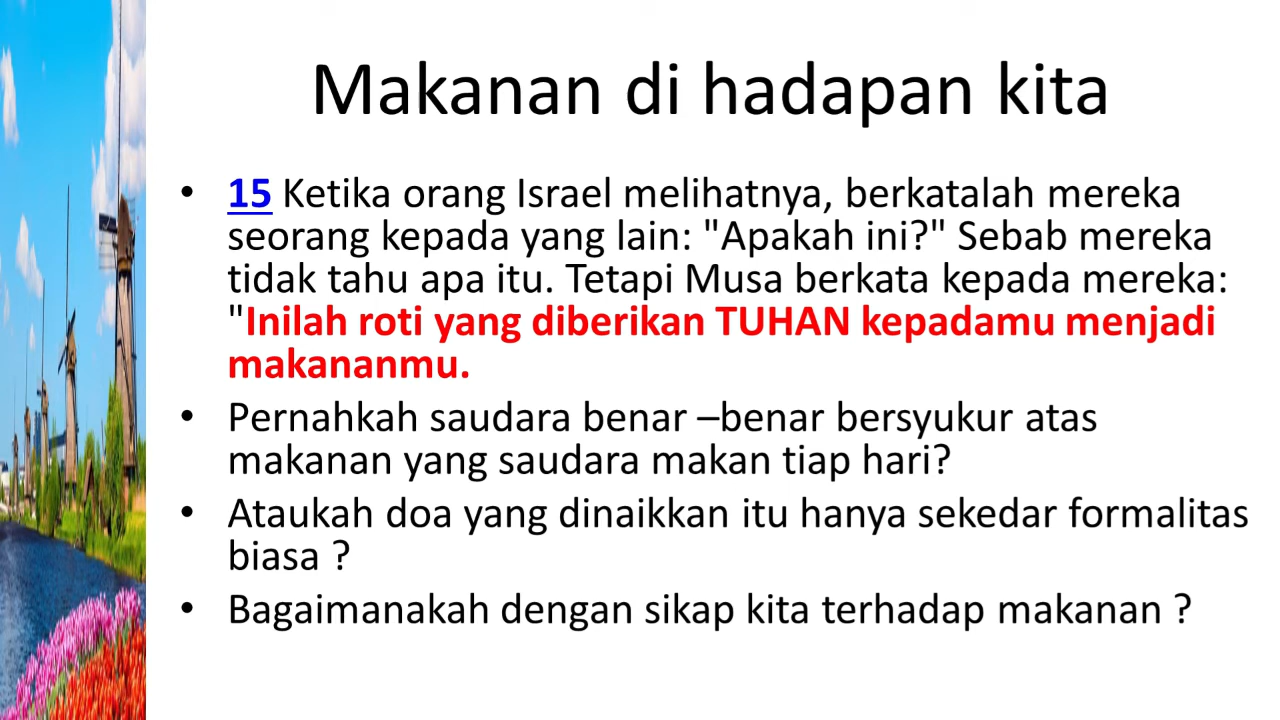 Makanan di hadapan kita
• 15 Ketika orang Israel melihatnya, berkatalah mereka
seorang kepada yang lain: "Apakah ini?" Sebab mereka
tidak tahu apa itu. Tetapi Musa berkata kepada mereka:
"Inilah roti yang diberikan TUHAN kepadamu menjadi
makananmu.
• Pernahkah saudara benar –benar bersyukur atas
makanan yang saudara makan tiap hari?
• Ataukah doa yang dinaikkan itu hanya sekedar formalitas
biasa ?
• Bagaimanakah dengan sikap kita terhadap makanan ?